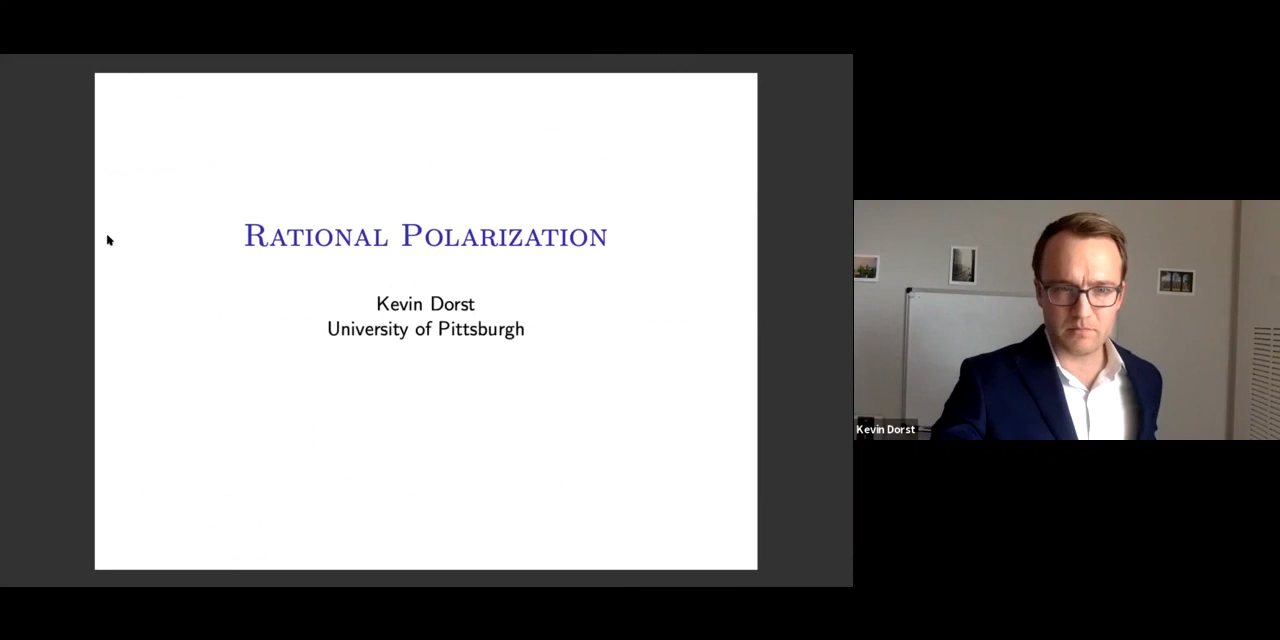 RATIONAL POLARIZATION
Kevin Dorst
University of Pittsburgh
Kevin Dorst